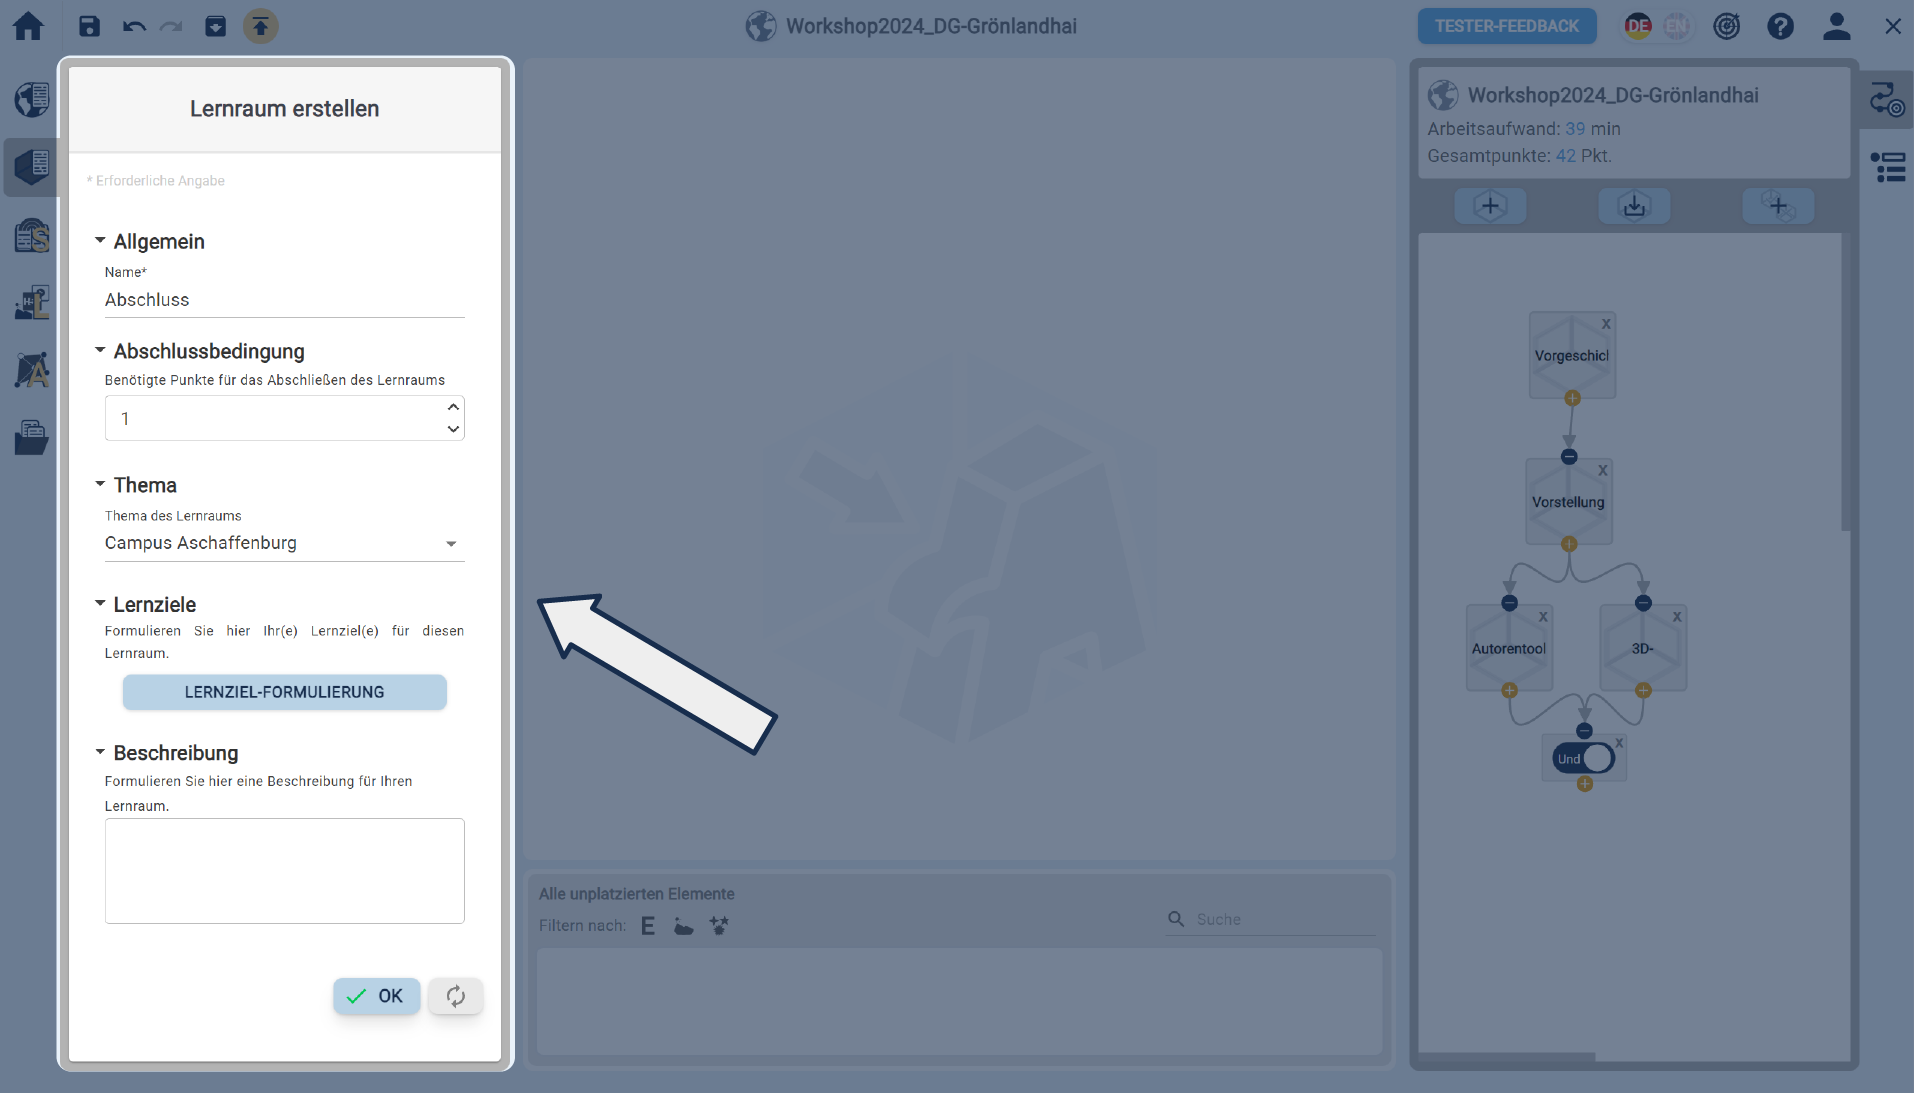 Workshop2024_DG-Grönlandhai
TESTER-FEEDBACK
DE
EN
Lernraum erstellen
* Erforderliche Angabe
Allgemein
Name*
Abschluss
Abschlussbedingung
Benötigte Punkte für das Abschließen des Lernraums
1
Thema
Thema des Lernraums
Campus Aschaffenburg
Lernziele
Formulieren Sie hier Ihr(e) Lernziel(e) für diesen
Lernraum.
LERNZIEL-FORMULIERUNG
Beschreibung
Formulieren Sie hier eine Beschreibung für Ihren
Lernraum.
OK
Alle unplatzierten Elemente
Filtern nach:
E
Suche
Workshop2024_DG-Grönlandhai
Arbeitsaufwand: 39 min
Gesamtpunkte: 42 Pkt.
X
Vorgeschicl
X
Vorstellung
X
Autorentool
X
3D-
X
Und